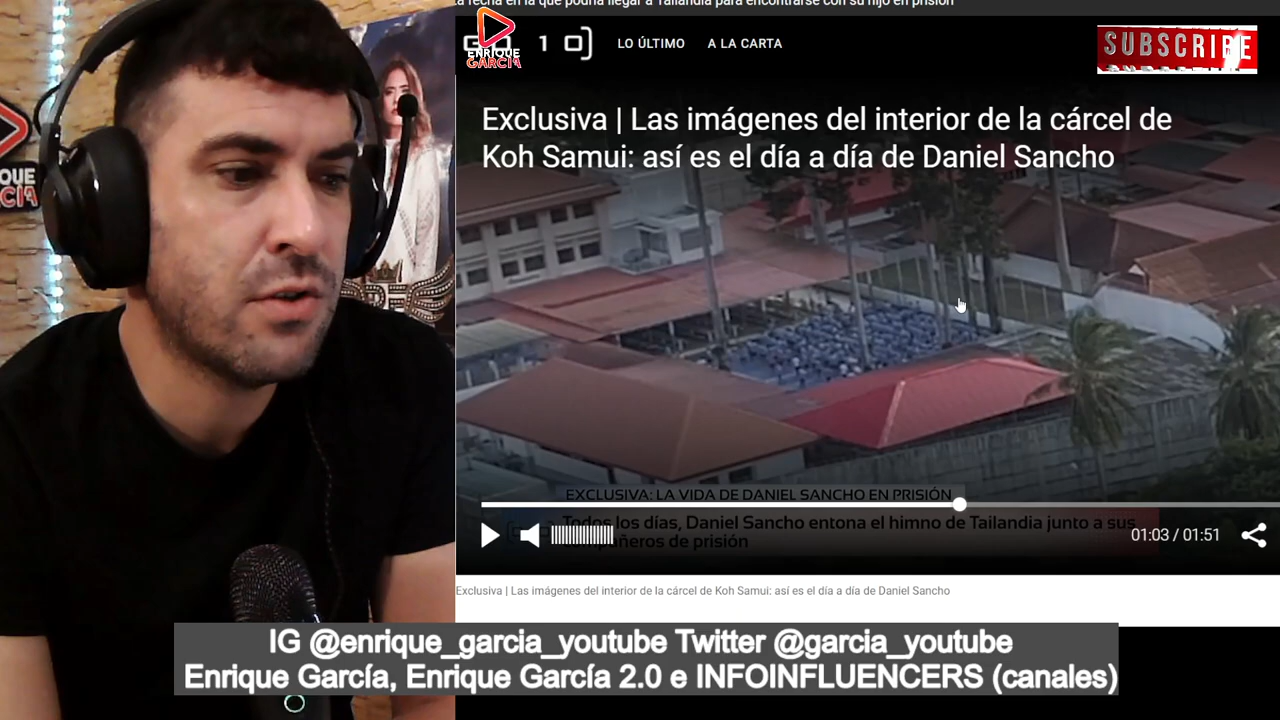 la fecha en la que podría llegar a Tailandia para encontrarse con su hijo en prisión
ENRIQUE
GARCÍA
LO ÚLTIMO
A LA CARTA
SUBSCRIBE
Exclusiva | Las imágenes del interior de la cárcel de
Koh Samui: así es el día a día de Daniel Sancho
EXCLUSIVA: LA VIDA DE DANIEL SANCHO EN PRISIÓN
Todos los días, Daniel Sancho entona el himno de Tailandia junto a sus
compañeros de prisión
01:03 / 01:51
Exclusiva | Las imágenes del interior de la cárcel de Koh Samui: así es el día a día de Daniel Sancho
IG @enrique_garcia_youtube Twitter @garcia_youtube
Enrique García, Enrique García 2.0 e INFOINFLUENCERS (canales)